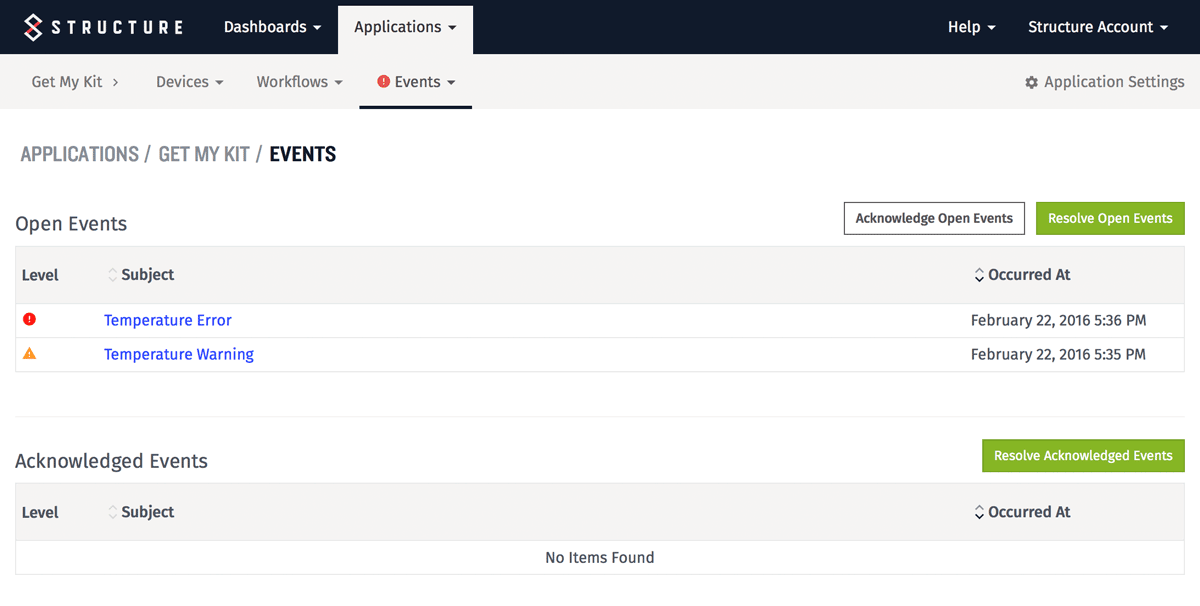 STRUCTURE Dashboards Applications Help Structure Account
Get My Kit Devices Workflows Events Application Settings
APPLICATIONS / GET MY KIT / EVENTS
Open Events Acknowledge Open Events Resolve Open Events
Level Subject Occurred At
Temperature Error February 22, 2016 5:36 PM
Temperature Warning February 22, 2016 5:35 PM
Acknowledged Events Resolve Acknowledged Events
Level Subject Occurred At
No Items Found